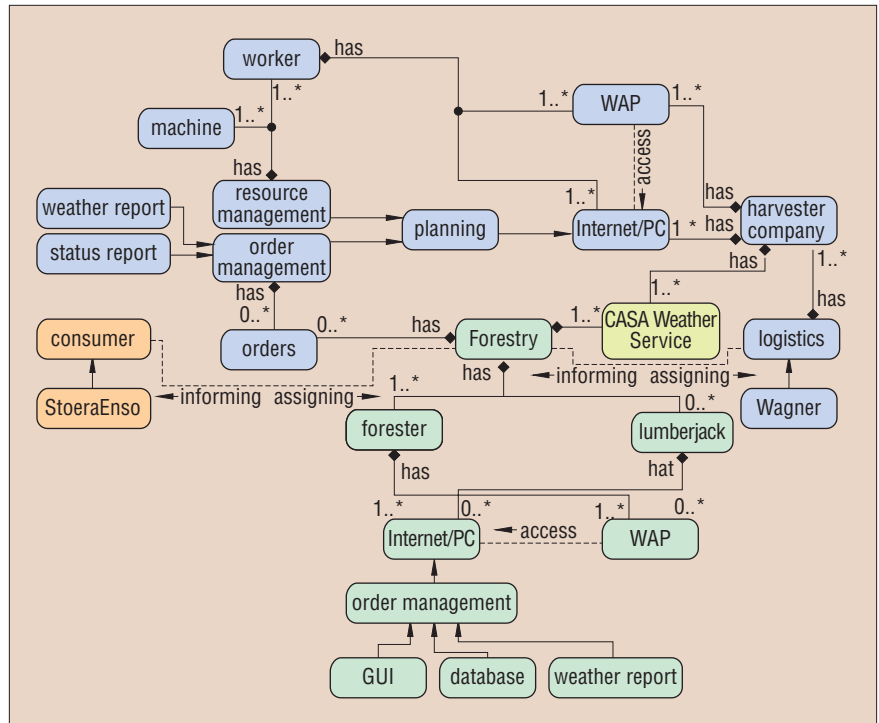 worker
has
1..*
1..*
WAP
1..*
machine
1..*
access
has
resource
management
1..*
has
harvester
company
weather report
planning
Internet/PC
1 *
has
status report
order
management
has
1..*
has
1..*
0..*
0..*
has
1..*
CASA Weather
Service
has
consumer
orders
Forestry
logistics
has
informing
assigning
StoeraEnso
informing
assigning
1..*
0..*
Wagner
forester
lumberjack
has
hat
1..*
0..*
1..*
0..*
Internet/PC
access
WAP
order management
GUI
database
weather report